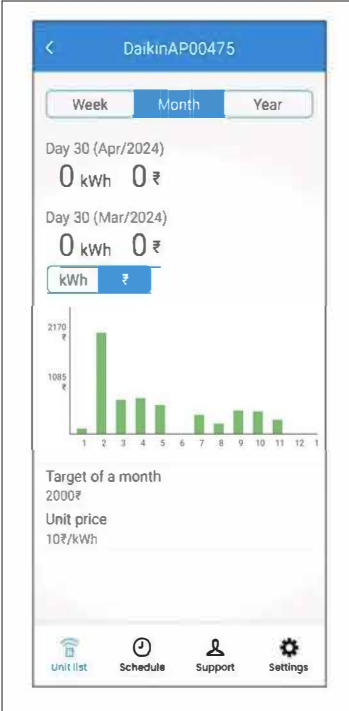 DaikinAP00475
Week Month Year
Day 30 (Apr/2024)
0 kWh 0 ₹
Day 30 (Mar/2024)
0 kWh 0 ₹
kWh ₹
2170
₹
1085
₹
1 2 3 4 5 6 7 8 9 10 11 12 1
Target of a month
2000₹
Unit price
10₹/kWh
Unit list Schedule Support Settings